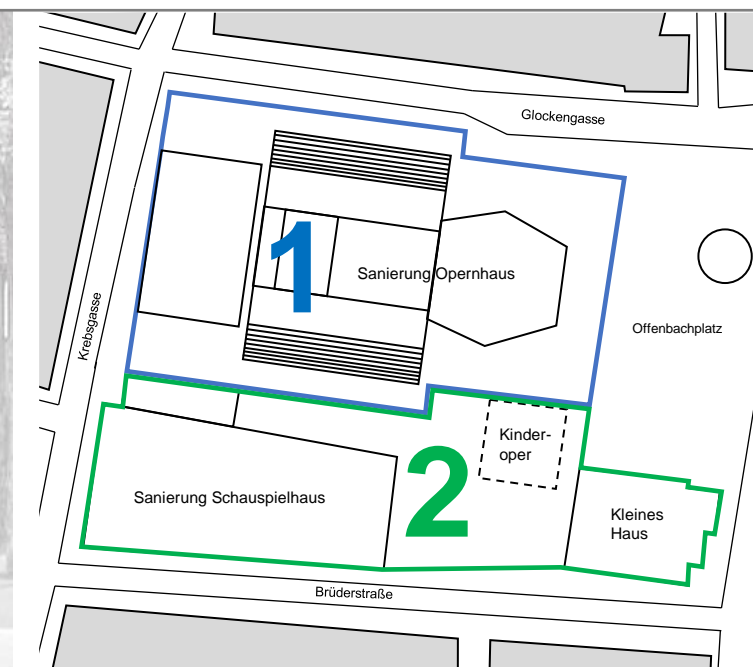 Glockengasse
1
Sanierung Opernhaus
Offenbachplatz
Krebsgasse
Kinder-
oper
2
Sanierung Schauspielhaus
Kleines
Haus
Brüderstraße